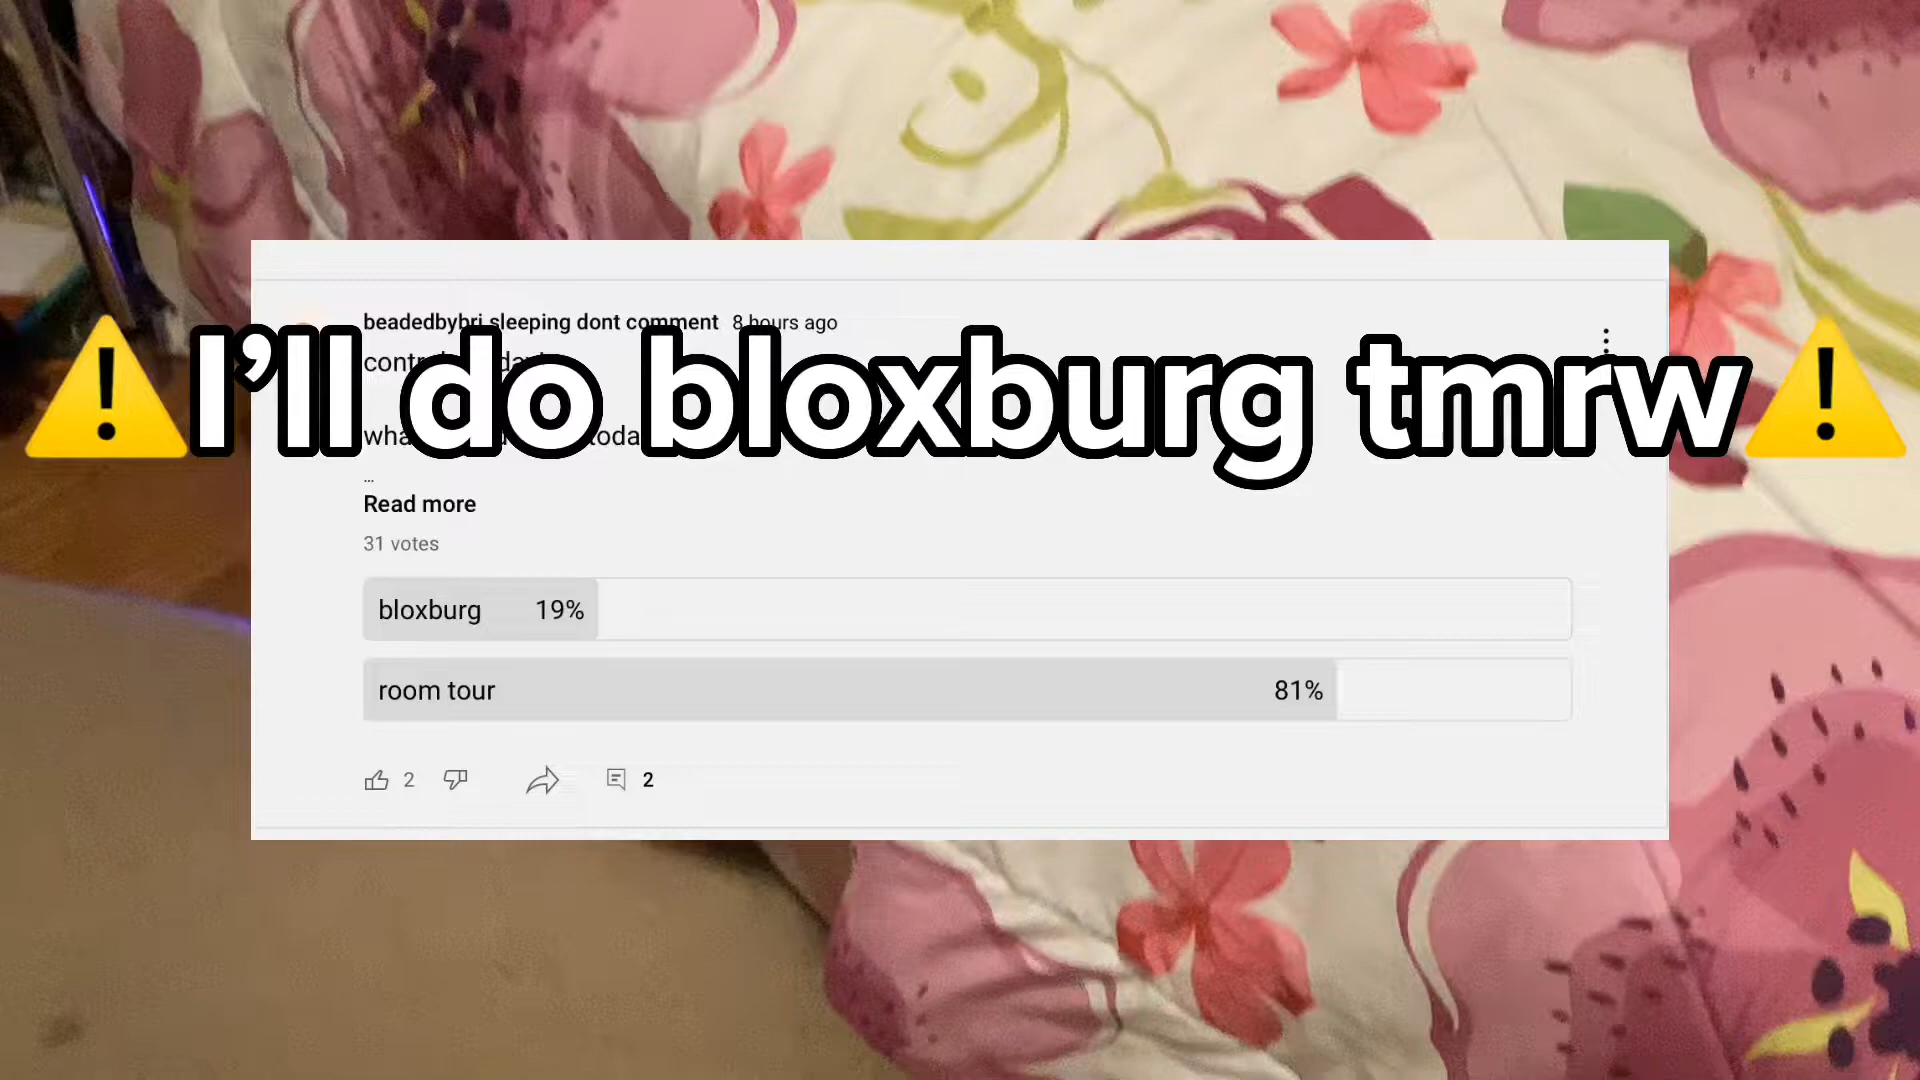 beadedbybri sleeping dont comment 8 hours ago
⚠️I’ll do bloxburg tmrw⚠️
...
Read more
31 votes
bloxburg 19%
room tour 81%
2 2